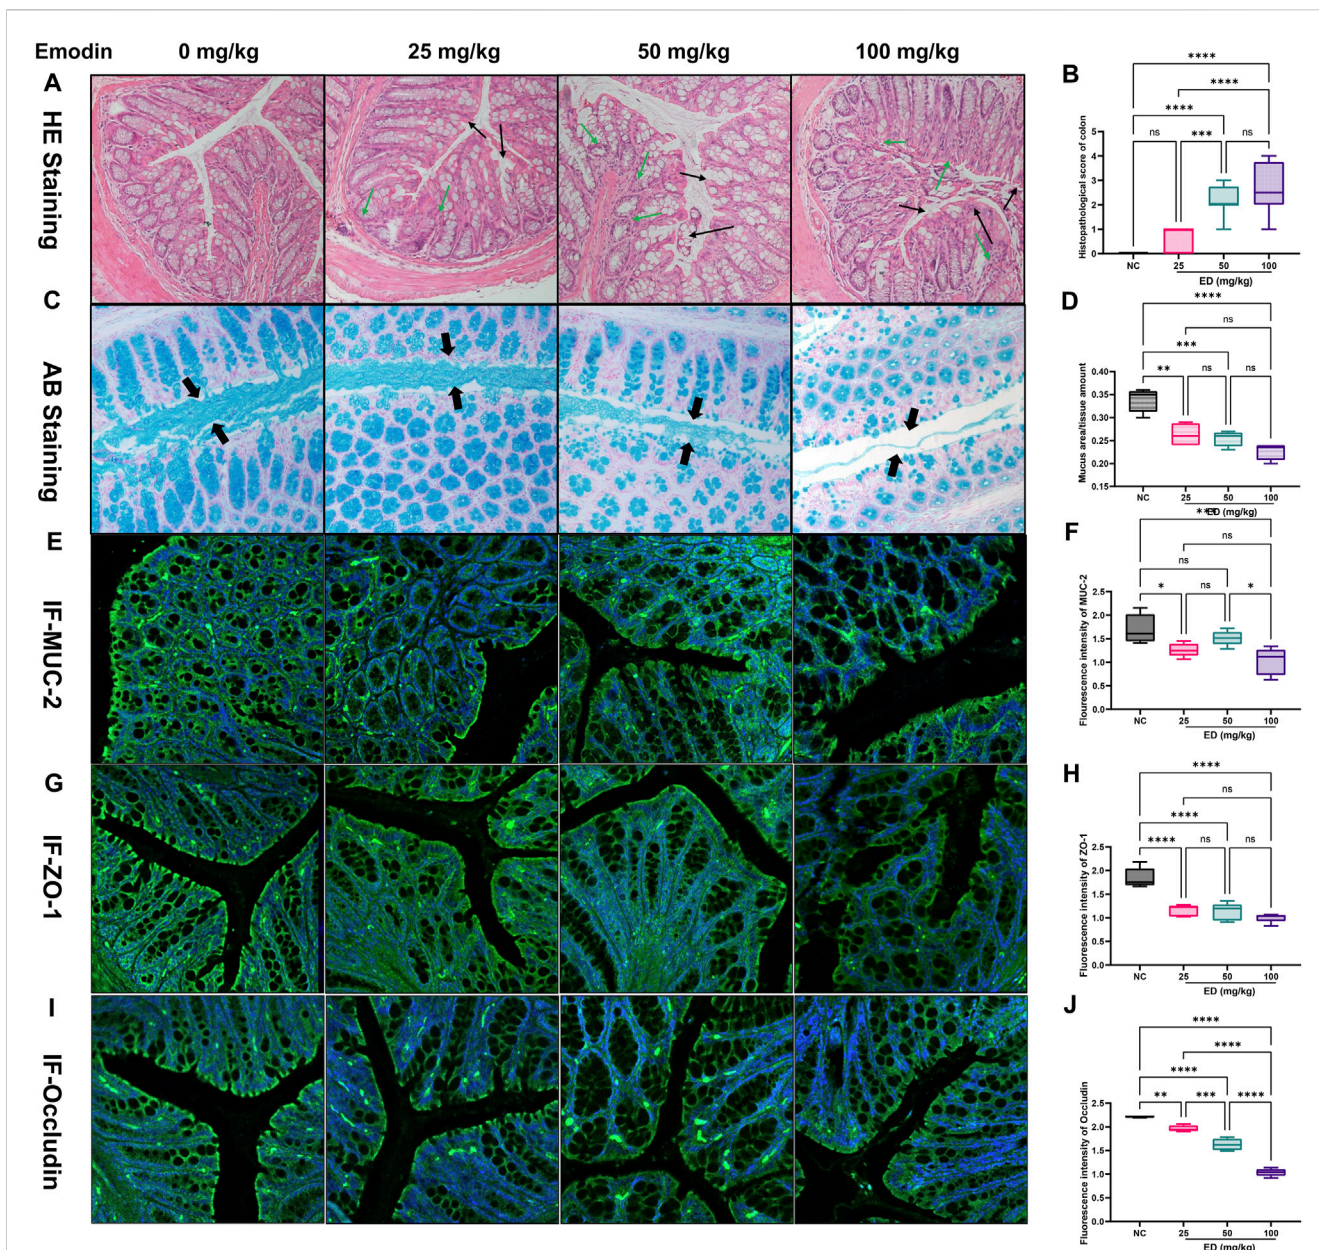 Emodin 0 mg/kg 25 mg/kg 50 mg/kg 100 mg/kg
A
HE Staining
B
****
****
****
ns *** ns
Histopathological score of colon
5
4
3
2
1
0
NC 25 50 100
ED (mg/kg)
C
AB Staining
D
****
ns
***
** ns ns
Mucus area/tissue amount
0.40
0.35
0.30
0.25
0.20
0.15
NC 25 50 100
ED (mg/kg)
E
IF-MUC-2
F
ns
ns
* ns *
Flourescence intensity of MUC-2
2.5
2.0
1.5
1.0
0.5
0.0
NC 25 50 100
ED (mg/kg)
G
IF-ZO-1
H
****
ns
****
**** ns ns
Fluorescence intensity of ZO-1
2.5
2.0
1.5
1.0
0.5
0.0
NC 25 50 100
ED (mg/kg)
I
IF-Occludin
J
****
****
****
** *** ****
Fluorescence intensity of Occludin
2.5
2.0
1.5
1.0
0.5
0.0
NC 25 50 100
ED (mg/kg)